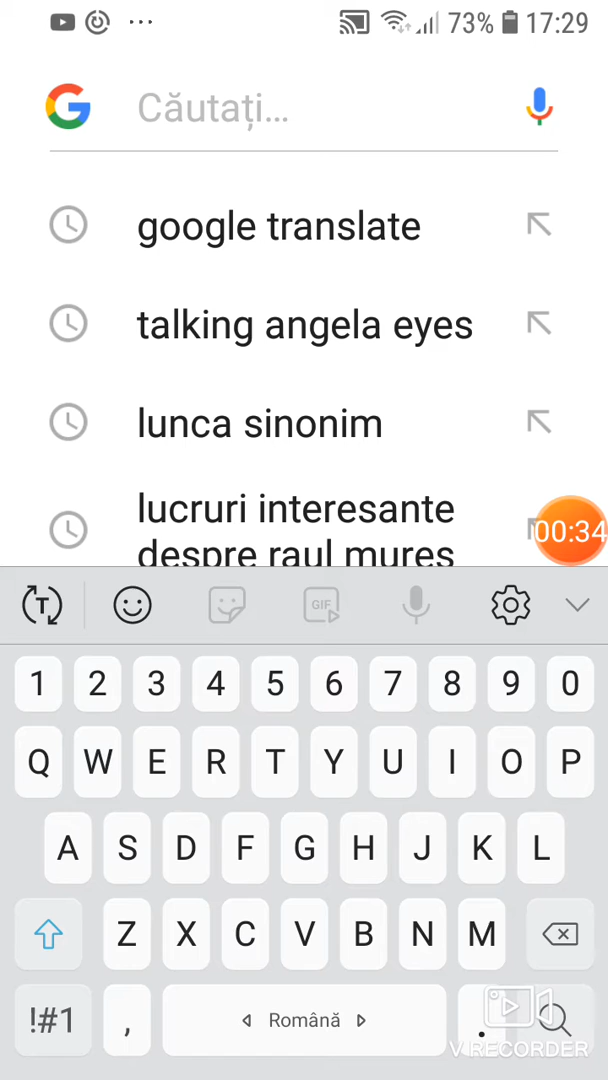 73% 17:29
Căutați...
google translate
talking angela eyes
lunca sinonim
lucruri interesante
despre raul mures
00:34
T GIF
1 2 3 4 5 6 7 8 9 0
Q W E R T Y U I O P
A S D F G H J K L
Z X C V B N M
!#1 , Română .
V RECORDER